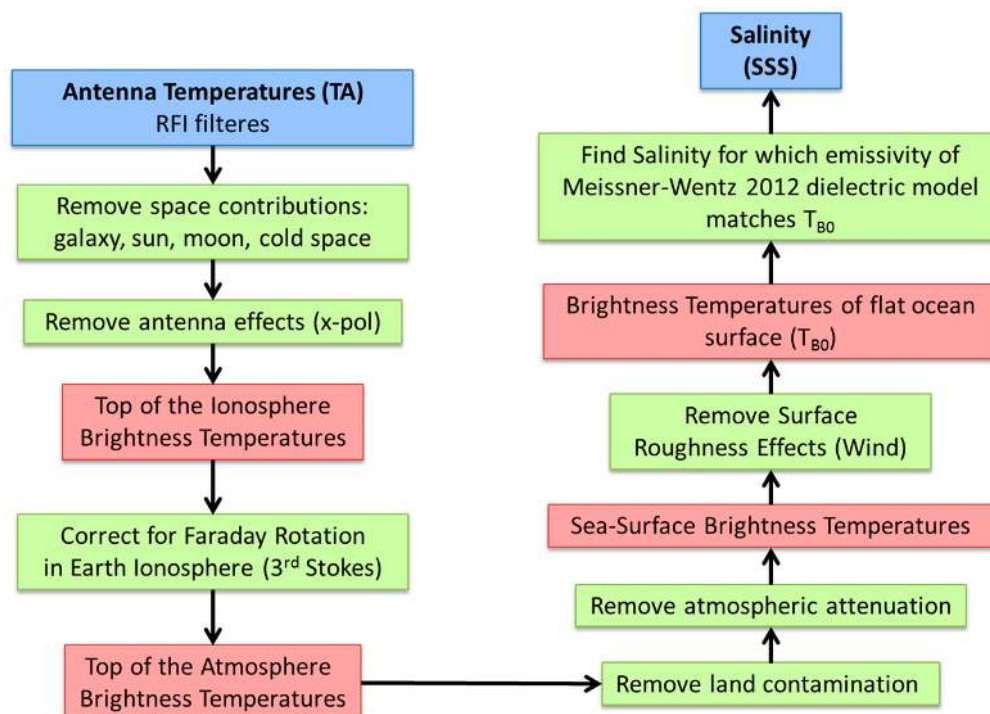 Antenna Temperatures (TA)
RFI filteres
Remove space contributions:
galaxy, sun, moon, cold space
Remove antenna effects (x-pol)
Top of the Ionosphere
Brightness Temperatures
Correct for Faraday Rotation
in Earth Ionosphere (3rd Stokes)
Top of the Atmosphere
Brightness Temperatures
Remove land contamination
Remove atmospheric attenuation
Sea-Surface Brightness Temperatures
Remove Surface
Roughness Effects (Wind)
Brightness Temperatures of flat ocean
surface (TB0)
Find Salinity for which emissivity of
Meissner-Wentz 2012 dielectric model
matches TB0
Salinity
(SSS)